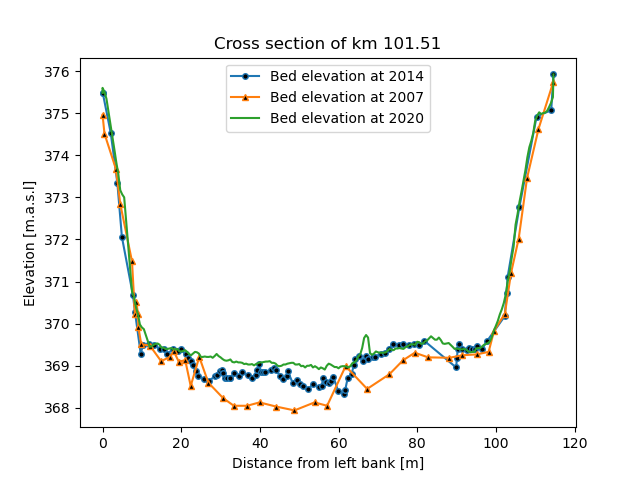 Cross section of km 101.51
Bed elevation at 2014
Bed elevation at 2007
Bed elevation at 2020
Elevation [m.a.s.l]
376
375
374
373
372
371
370
369
368
0 20 40 60 80 100 120
Distance from left bank [m]